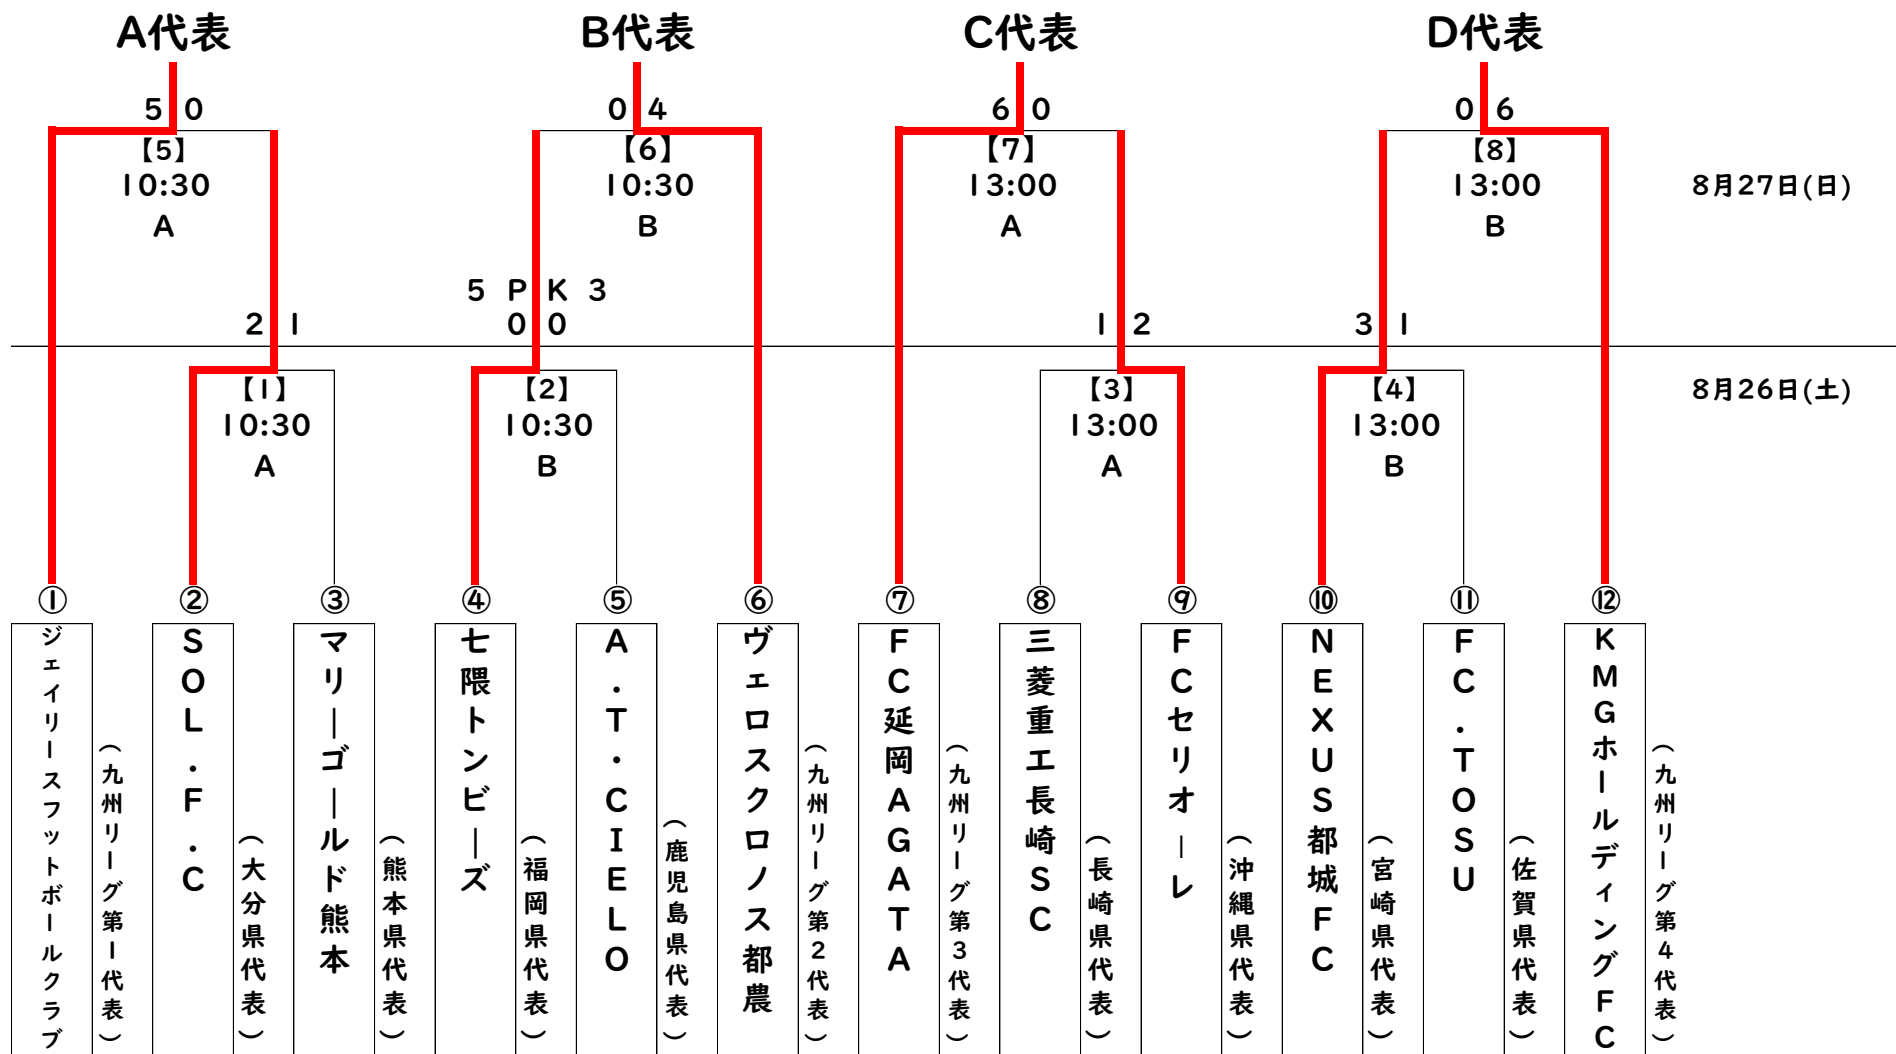 A代表 B代表 C代表 D代表
5 0 0 4 6 0 0 6
【5】 【6】 【7】 【8】
10:30 10:30 13:00 13:00 8月27日(日)
A B A B
5 P K 3
2 1 0 0 1 2 3 1
【1】 【2】 【3】 【4】 8月26日(土)
10:30 10:30 13:00 13:00
A B A B
① ② ③ ④ ⑤ ⑥ ⑦ ⑧ ⑨ ⑩ ⑪ ⑫
ジェイリースフットボールクラブ
(九州リーグ第1代表)
SOL.F.C
(大分県代表)
マリーゴールド熊本
(熊本県代表)
七隈トンビーズ
(福岡県代表)
A.T・CIELO
(鹿児島県代表)
ヴェロスクロノス都農
(九州リーグ第2代表)
FC延岡AGATA
(九州リーグ第3代表)
三菱重工長崎SC
(長崎県代表)
FCセリオーレ
(沖縄県代表)
NEXUS都城FC
(宮崎県代表)
FC.TOSU
(佐賀県代表)
KMGホールディングFC
(九州リーグ第4代表)